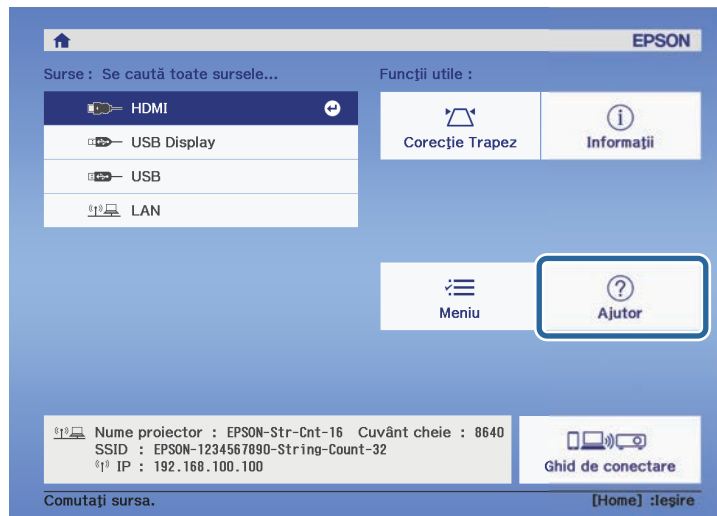 EPSON
Surse : Se caută toate sursele...
HDMI
USB Display
USB
LAN
Funcţii utile :
Corecţie Trapez
Informaţii
Meniu
Ajutor
Nume proiector : EPSON-Str-Cnt-16 Cuvânt cheie : 8640
SSID : EPSON-1234567890-String-Count-32
IP : 192.168.100.100
Ghid de conectare
Comutaţi sursa.
[Home] :Ieşire